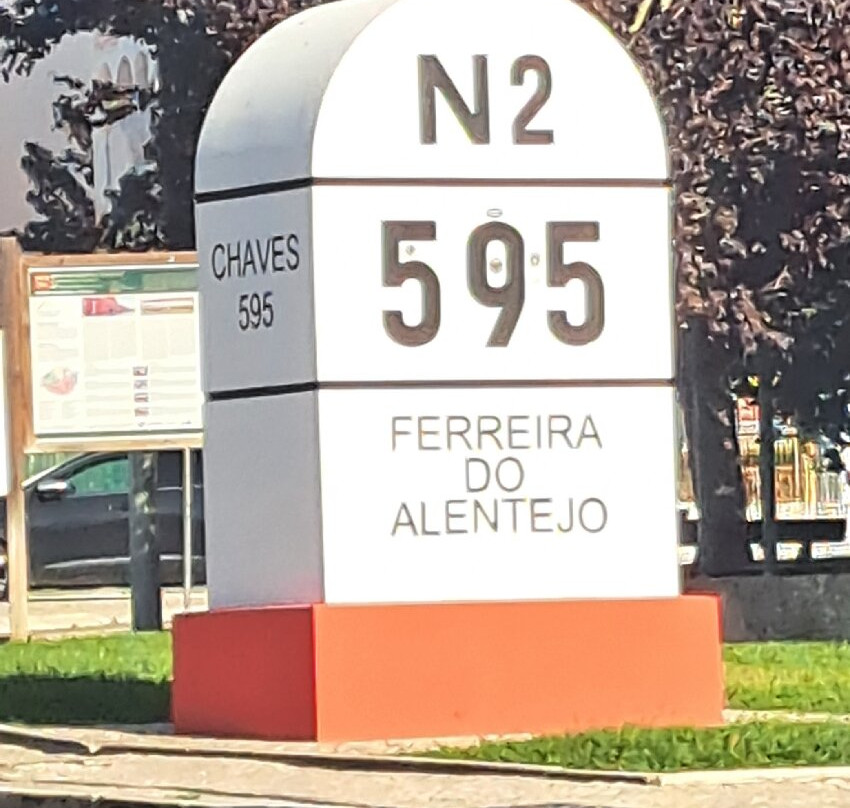 N2
595
CHAVES
595
FERREIRA
DO
ALENTEJO